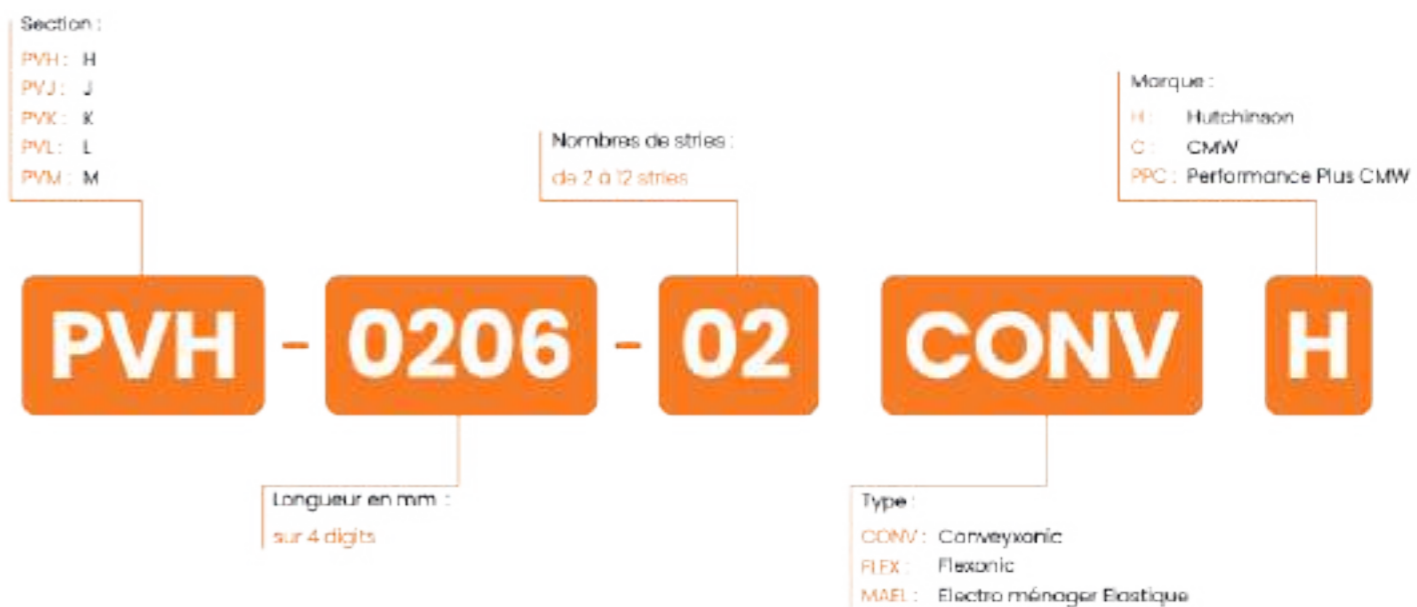 Section :
PVH : H
PVJ : J
PVK : K
PVL : L
PVM : M
Nombres de stries :
de 2 à 12 stries
Marque :
H : Hutchinson
C : CMW
PPC : Performance Plus CMW
PVH - 0206 - 02 CONV H
Longueur en mm :
sur 4 digits
Type :
CONV : Conveyxonic
FLEX : Flexonic
MAEL : Electro ménager Elastique